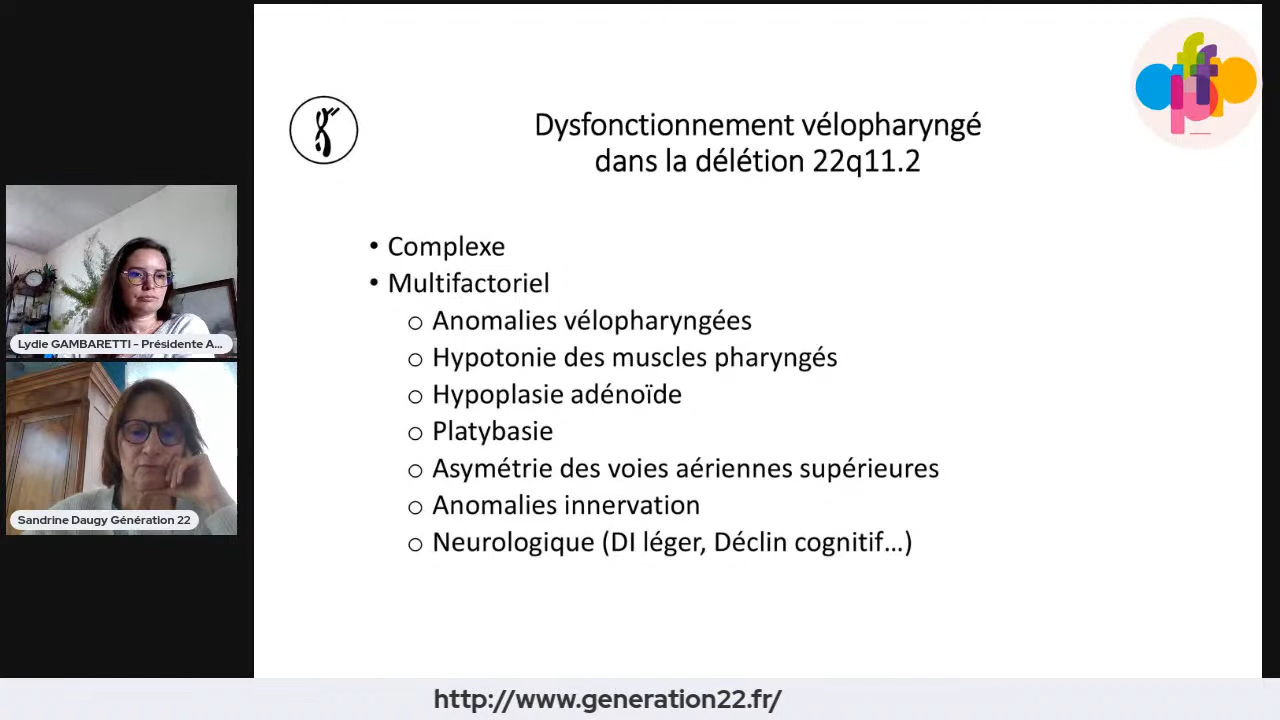 Dysfonctionnement vélopharyngé
dans la délétion 22q11.2
• Complexe
• Multifactoriel
o Anomalies vélopharyngées
o Hypotonie des muscles pharyngés
o Hypoplasie adénoïde
o Platybasie
o Asymétrie des voies aériennes supérieures
o Anomalies innervation
o Neurologique (DI léger, Déclin cognitif...)
Lydie GAMBARETTI - Présidente A...
Sandrine Daugy Génération 22
http://www.generation22.fr/